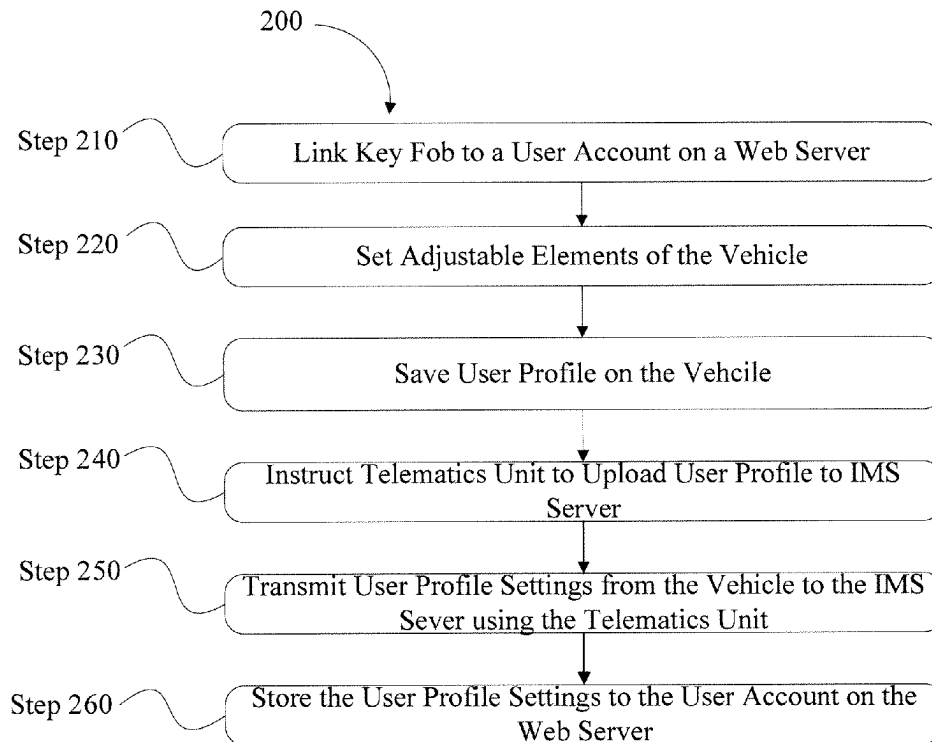 200
Step 210
Link Key Fob to a User Account on a Web Server
Step 220
Set Adjustable Elements of the Vehicle
Step 230
Save User Profile on the Vehcile
Step 240
Instruct Telematics Unit to Upload User Profile to IMS
Server
Step 250
Transmit User Profile Settings from the Vehicle to the IMS
Sever using the Telematics Unit
Step 260
Store the User Profile Settings to the User Account on the
Web Server